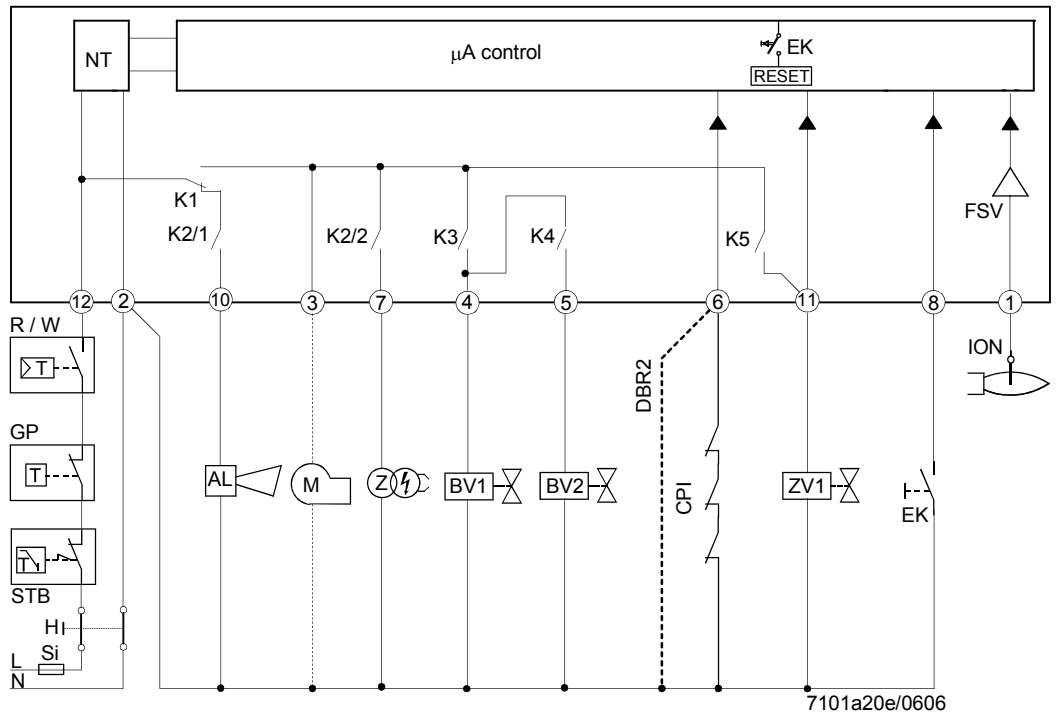 NT
μA control
EK
RESET
K1
K2/1
K2/2
K3
K4
K5
FSV
12
2
10
3
7
4
5
6
11
8
1
R / W
T
GP
T
STB
T
H
Si
L
N
AL
M
Z
BV1
BV2
DBR2
CPI
ZV1
EK
ION
7101a20e/0606